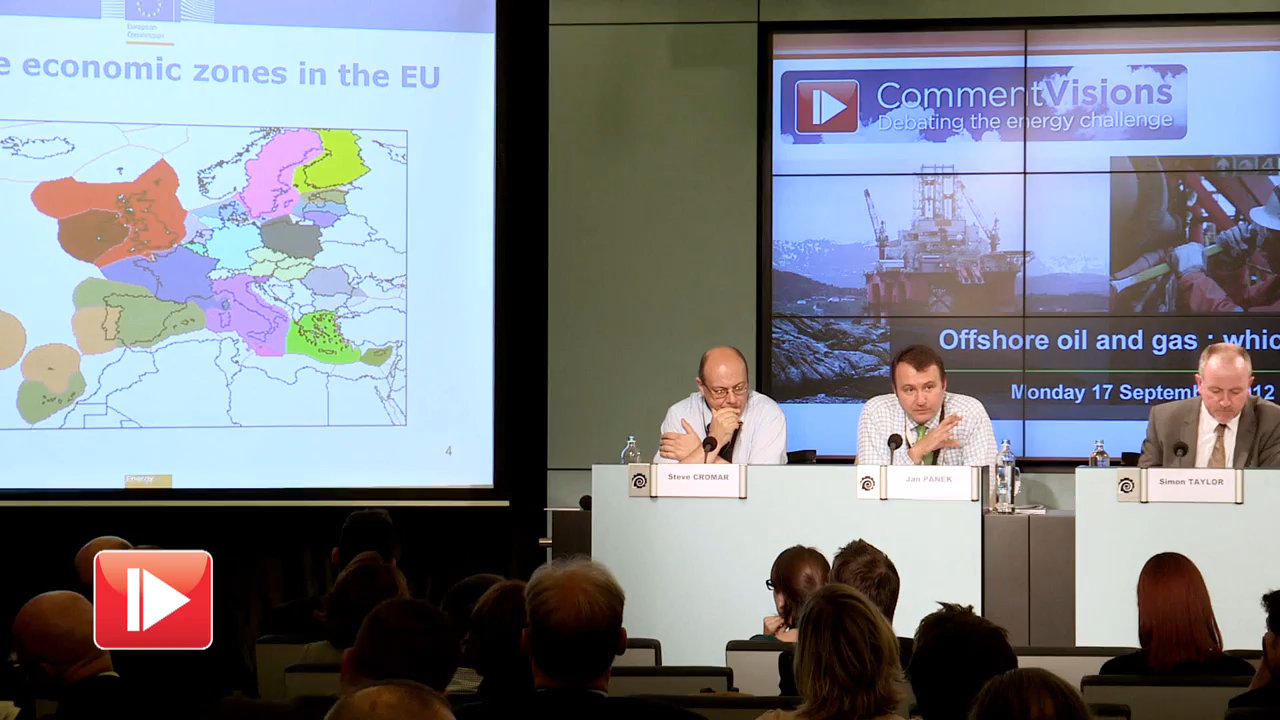 European
Commission
e economic zones in the EU
4
Energy
CommentVisions
Debating the energy challenge
Offshore oil and gas : whic
Monday 17 Septemb 012
Steve CROMAR
Jan PANEK
Simon TAYLOR